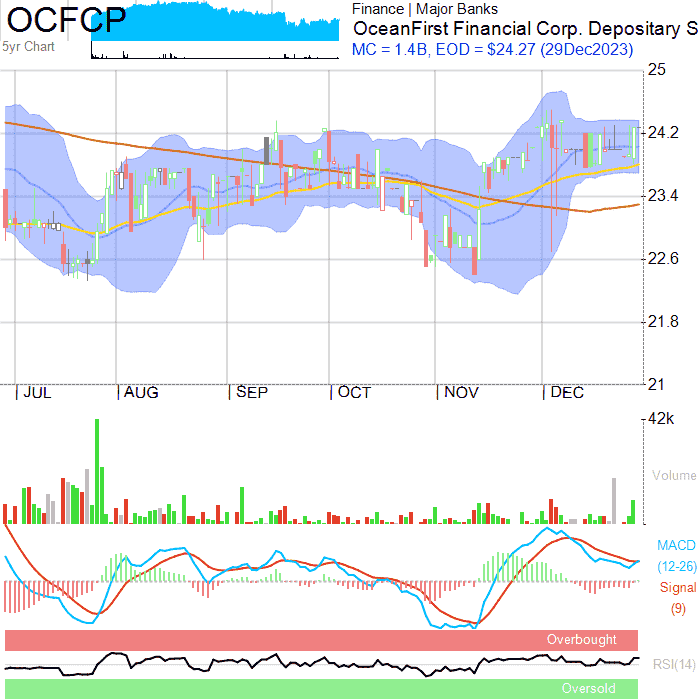 OCFCP
5yr Chart
Finance | Major Banks
OceanFirst Financial Corp. Depositary S
MC = 1.4B, EOD = $24.27 (29Dec2023)
25
24.2
23.4
22.6
21.8
21
| JUL | AUG | SEP | OCT | NOV | DEC
42k
Volume
MACD
(12-26)
Signal
(9)
Overbought
RSI(14)
Oversold